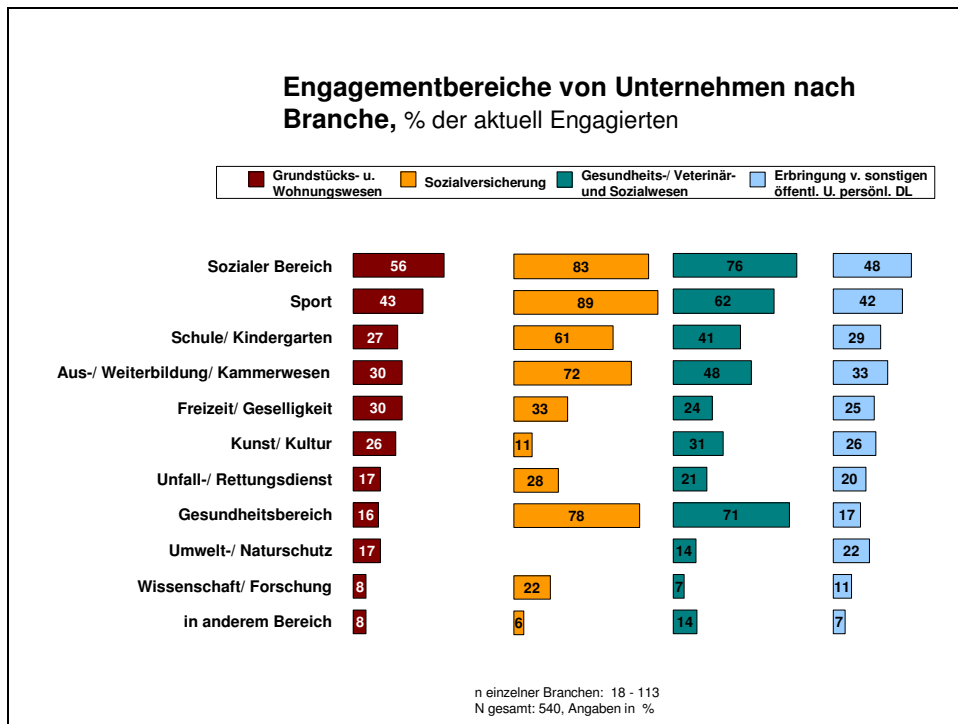 Engagementbereiche von Unternehmen nach
Branche, % der aktuell Engagierten
Grundstücks- u.
Wohnungswesen
Sozialversicherung
Gesundheits-/ Veterinär-
und Sozialwesen
Erbringung v. sonstigen
öffentl. U. persönl. DL
Sozialer Bereich 56 83 76 48
Sport 43 89 62 42
Schule/ Kindergarten 27 61 41 29
Aus-/ Weiterbildung/ Kammerwesen 30 72 48 33
Freizeit/ Geselligkeit 30 33 24 25
Kunst/ Kultur 26 11 31 26
Unfall-/ Rettungsdienst 17 28 21 20
Gesundheitsbereich 16 78 71 17
Umwelt-/ Naturschutz 17 14 22
Wissenschaft/ Forschung 8 22 7 11
in anderem Bereich 8 6 14 7
n einzelner Branchen: 18 - 113
N gesamt: 540, Angaben in %